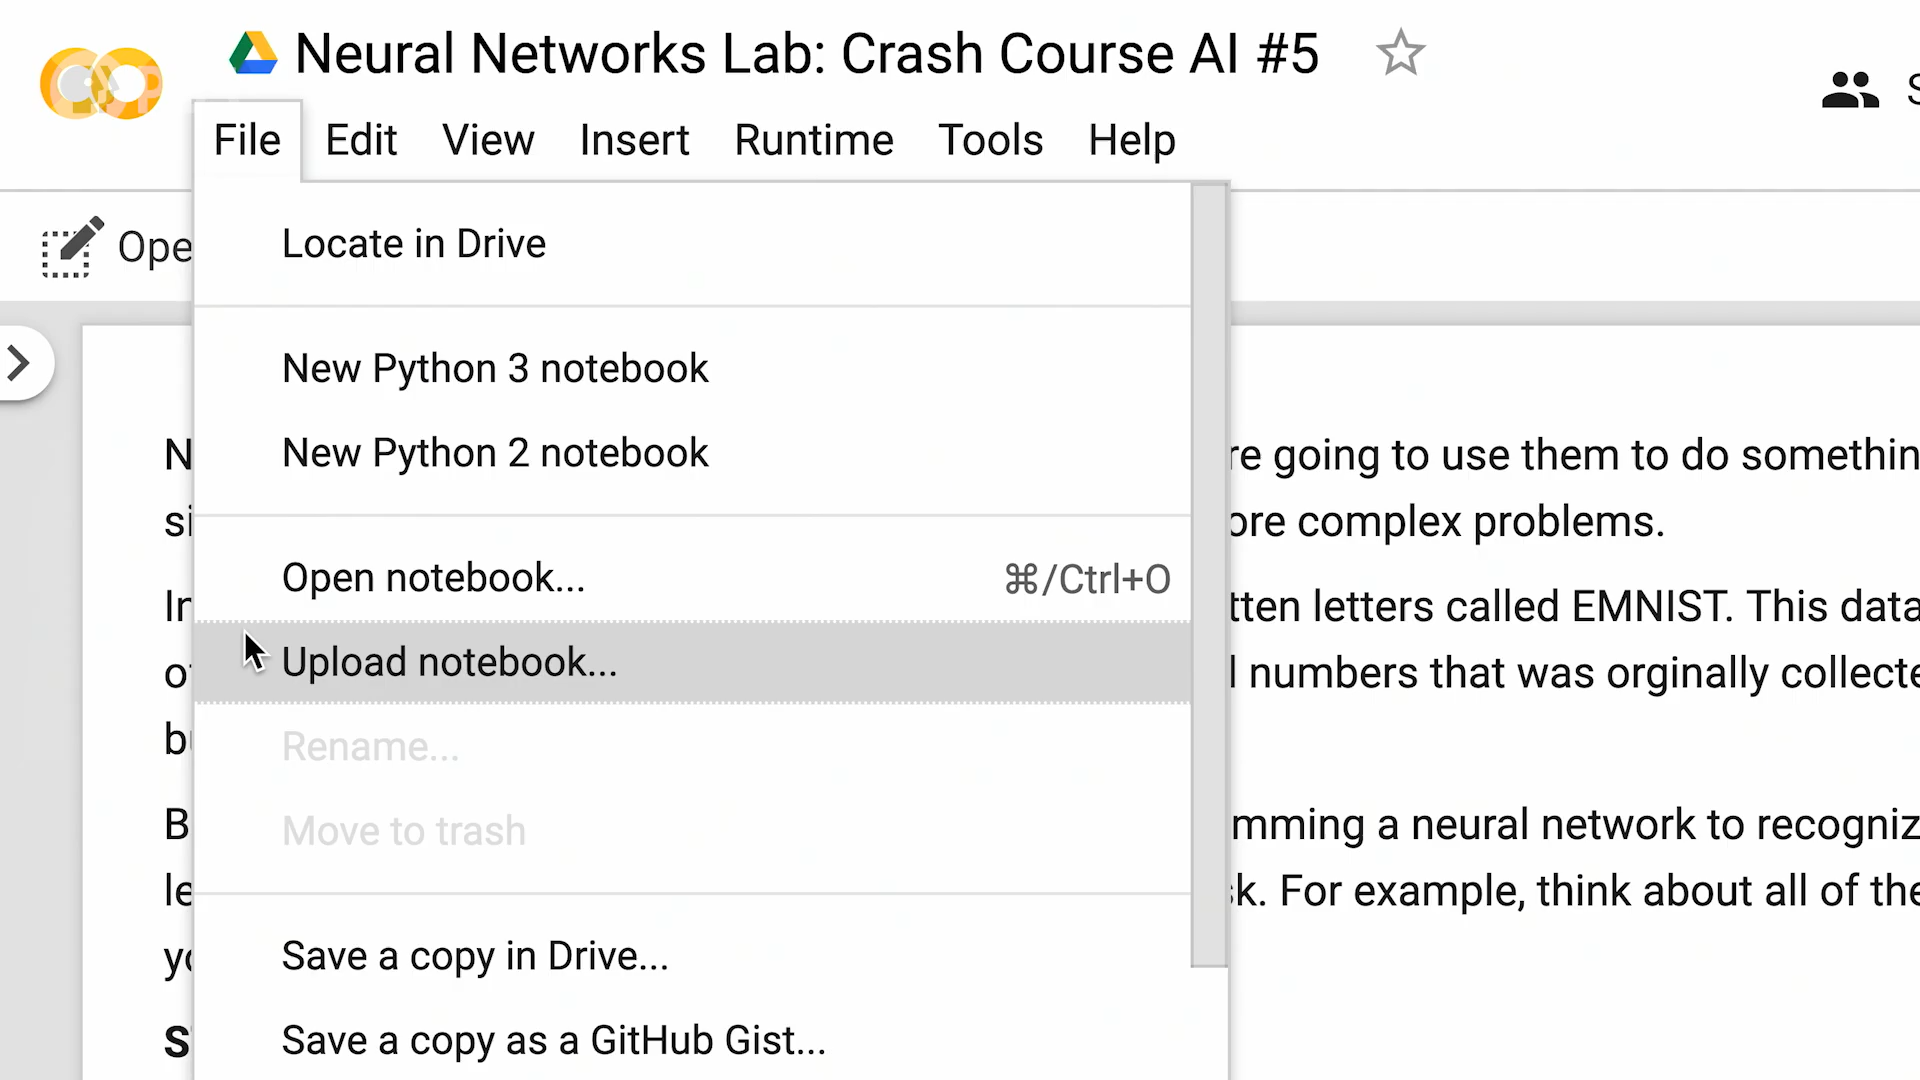 Neural Networks Lab: Crash Course AI #5
File Edit View Insert Runtime Tools Help
Locate in Drive
New Python 3 notebook
New Python 2 notebook
re going to use them to do somethin
ore complex problems.
Open notebook... ⌘/Ctrl+O
tten letters called EMNIST. This data
Upload notebook...
numbers that was orginally collecte
Rename...
Move to trash
mming a neural network to recogniz
sk. For example, think about all of the
Save a copy in Drive...
Save a copy as a GitHub Gist...